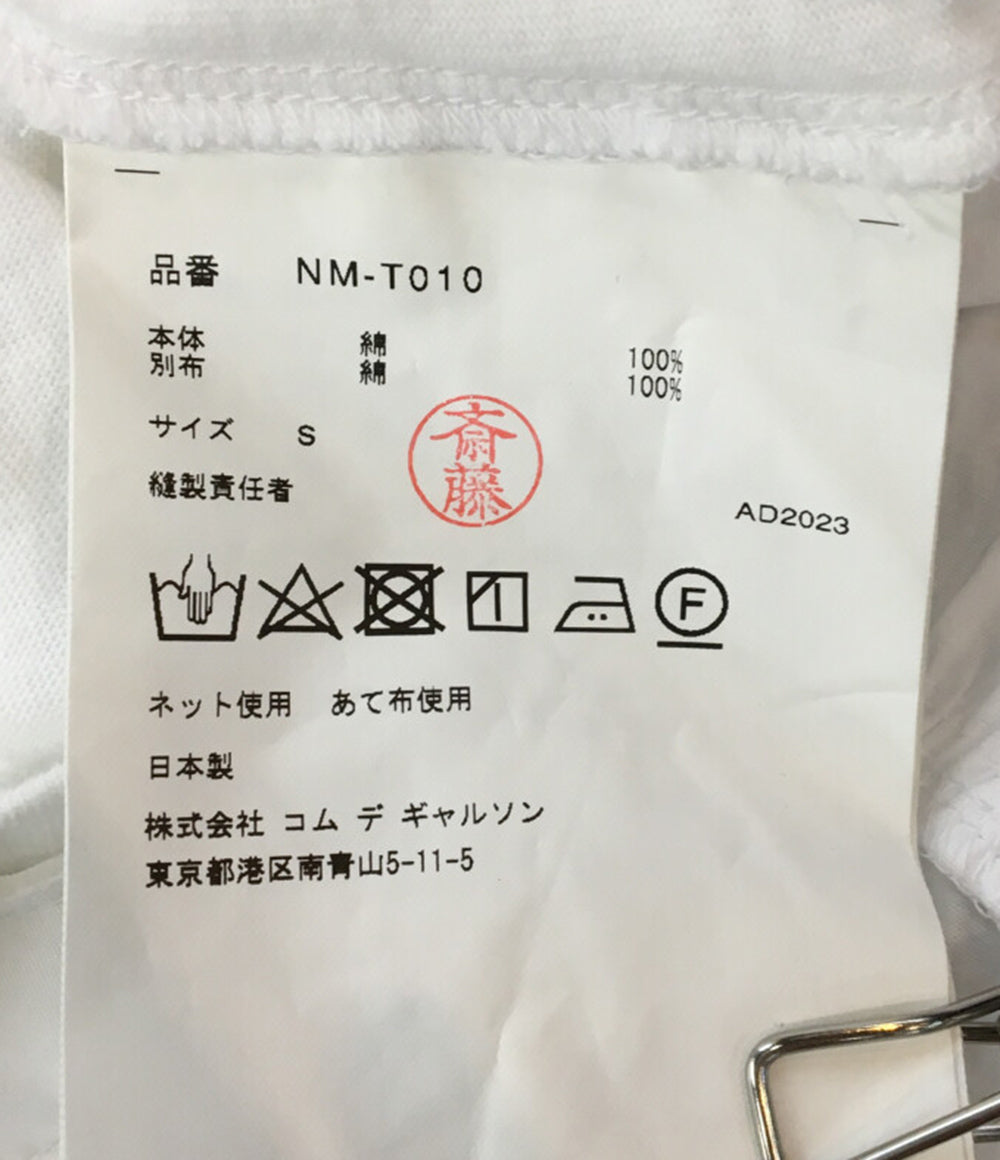 品番 NM-T010
本体 綿 100%
別布 綿 100%
サイズ S
縫製責任者 斎藤
AD2023
F
ネット使用 あて布使用
日本製
株式会社 コム デ ギャルソン
東京都港区南青山5-11-5